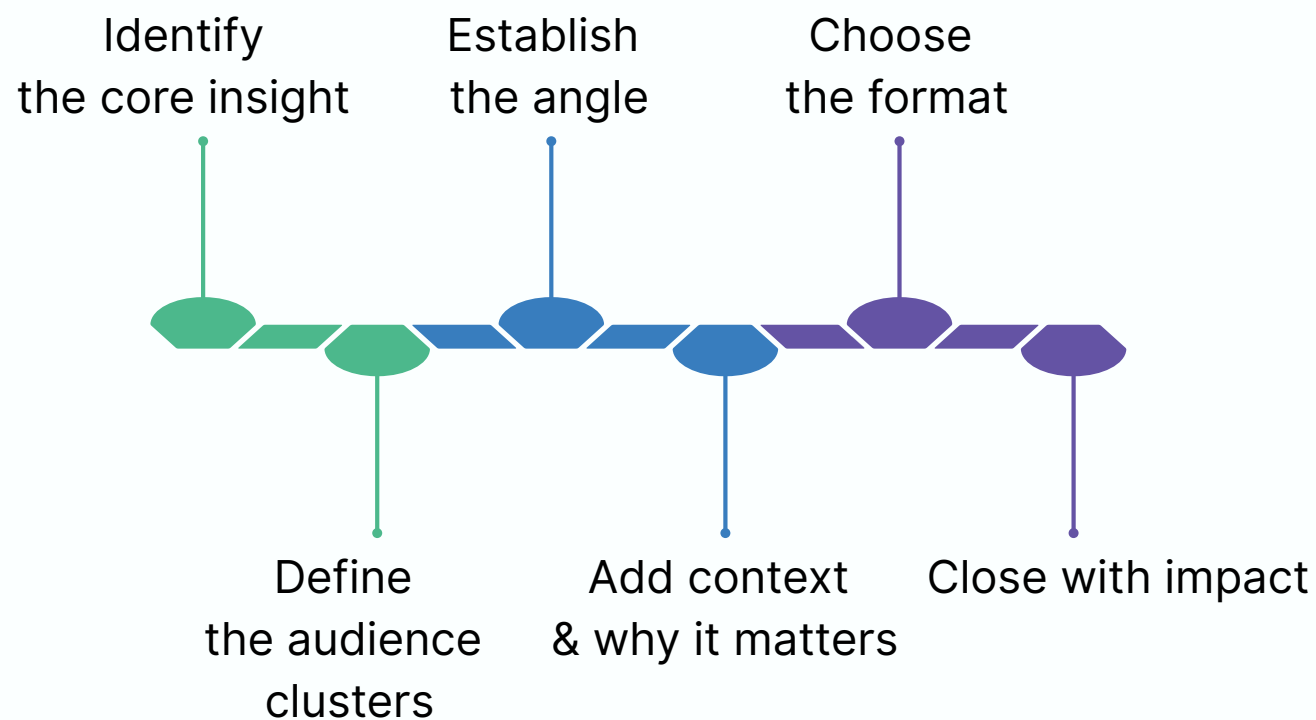 Identify
the core insight
Establish
the angle
Choose
the format
Define
the audience
clusters
Add context
& why it matters
Close with impact